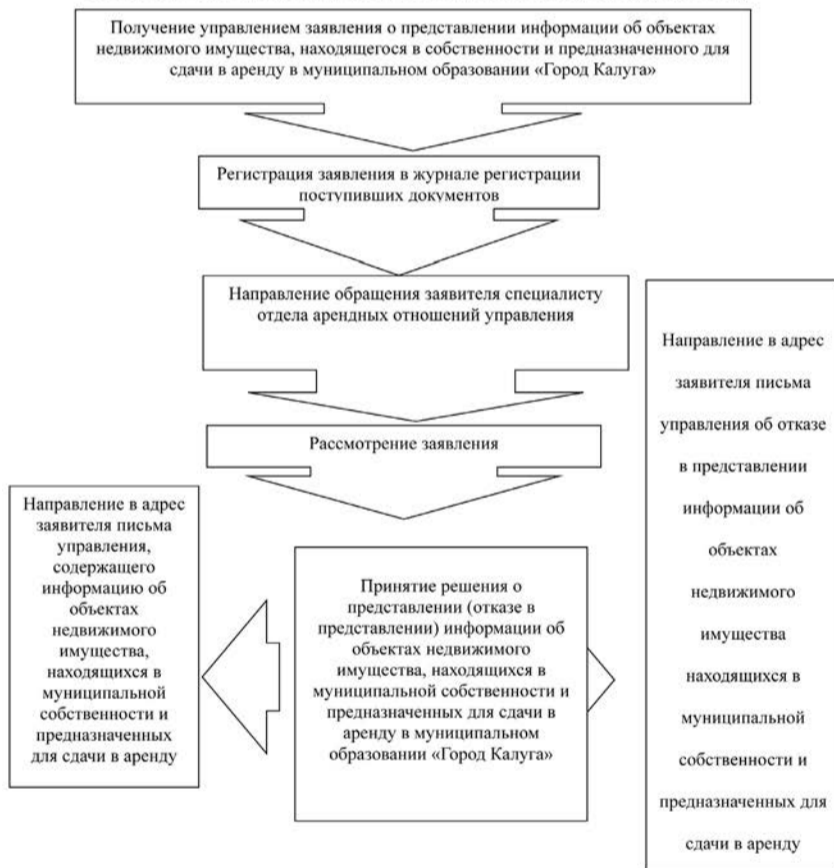 Получение управлением заявления о представлении информации об объектах
недвижимого имущества, находящегося в собственности и предназначенного для
сдачи в аренду в муниципальном образовании «Город Калуга»
Регистрация заявления в журнале регистрации
поступивших документов
Направление обращения заявителя специалисту
отдела арендных отношений управления
Рассмотрение заявления
Направление в адрес
заявителя письма
управления,
содержащего
информацию об
объектах
недвижимого
имущества,
находящихся в
муниципальной
собственности и
предназначенных
для сдачи в аренду
Принятие решения о
представлении (отказе в
представлении) информации об
объектах недвижимого
имущества, находящихся в
муниципальной собственности и
предназначенных для сдачи в
аренду в муниципальном
образовании «Город Калуга»
Направление в адрес
заявителя письма
управления об отказе
в представлении
информации об
объектах
недвижимого
имущества
находящихся в
муниципальной
собственности и
предназначенных для
сдачи в аренду